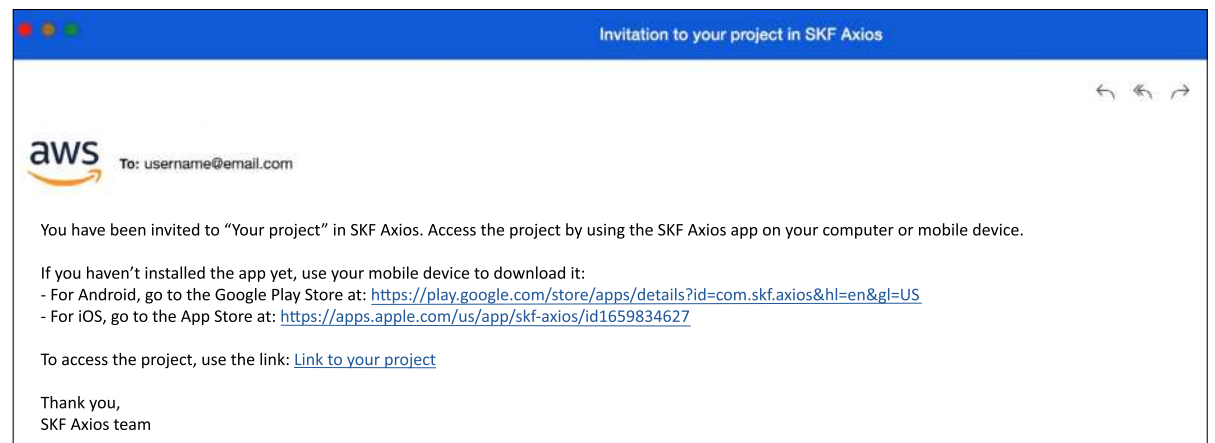 Invitation to your project in SKF Axios
aws
To: username@email.com
You have been invited to “Your project” in SKF Axios. Access the project by using the SKF Axios app on your computer or mobile device.
If you haven’t installed the app yet, use your mobile device to download it:
- For Android, go to the Google Play Store at: https://play.google.com/store/apps/details?id=com.skf.axios&hl=en&gl=US
- For iOS, go to the App Store at: https://apps.apple.com/us/app/skf-axios/id1659834627
To access the project, use the link: Link to your project
Thank you,
SKF Axios team